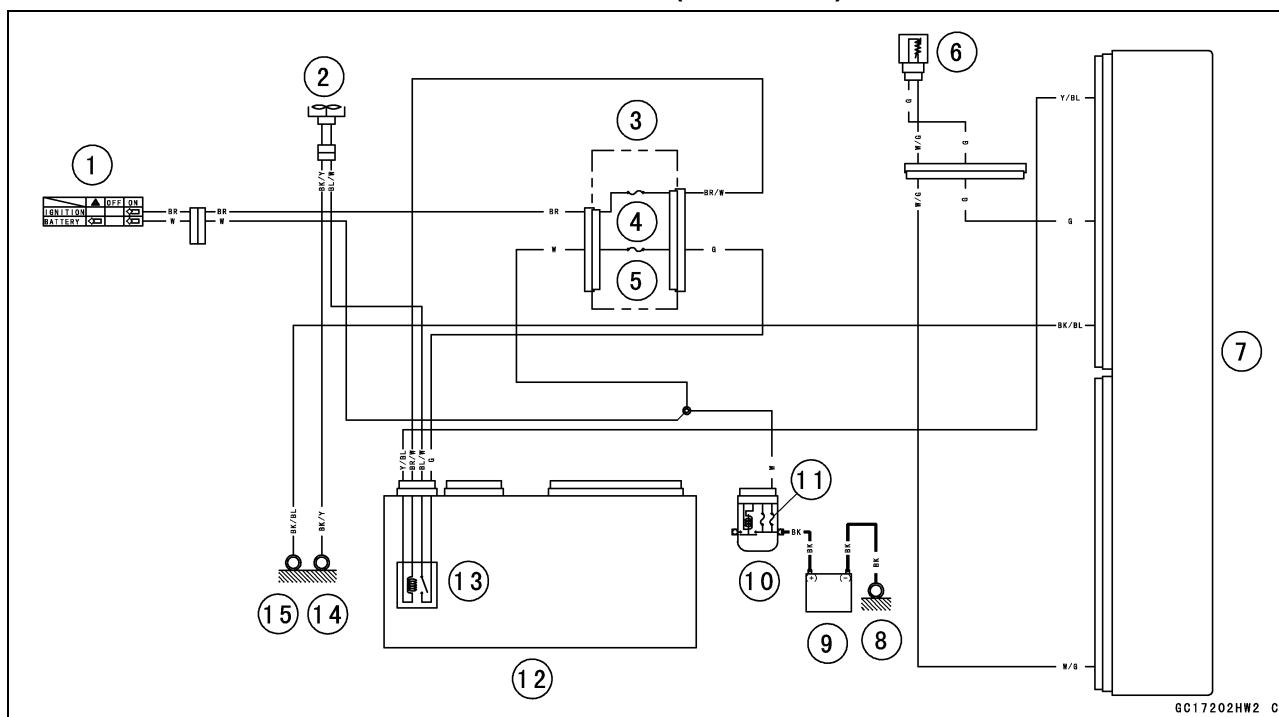 1
2
3
4
5
6
7
8
9
10
11
12
13
14
15
OFF ON
IGNITION
BATTERY
BR
W
BR
W
BK/Y
BL/W
BR
W
BR/W
G
G
W/G
G
G
W/G
Y/BL
G
BK/BL
W/G
Y/BL
BR/W
BL/W
G
W
BK
BK
BK
BK
(+)
(-)
BK/BL
BK/Y
GC17202HW2 C